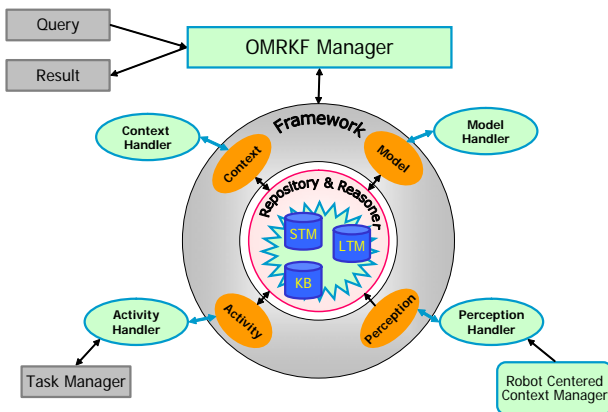 Query
OMRKF Manager
Result
Framework
Context
Handler
Model
Handler
Context
Model
Repository & Reasoner
STM
LTM
KB
Activity
Handler
Activity
Perception
Perception
Handler
Task Manager
Robot Centered
Context Manager